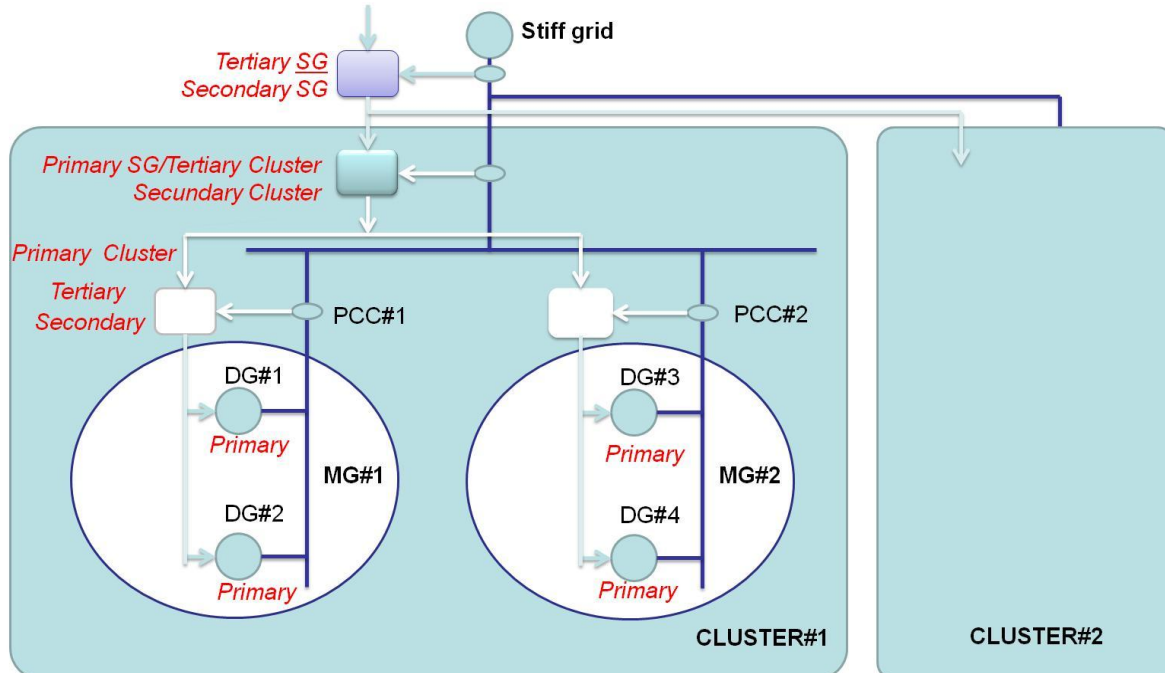 Stiff grid
Tertiary SG
Secondary SG
Primary SG/Tertiary Cluster
Secundary Cluster
Primary Cluster
Tertiary
Secondary
PCC#1
PCC#2
DG#1
Primary
MG#1
DG#2
Primary
DG#3
Primary
MG#2
DG#4
Primary
CLUSTER#1
CLUSTER#2